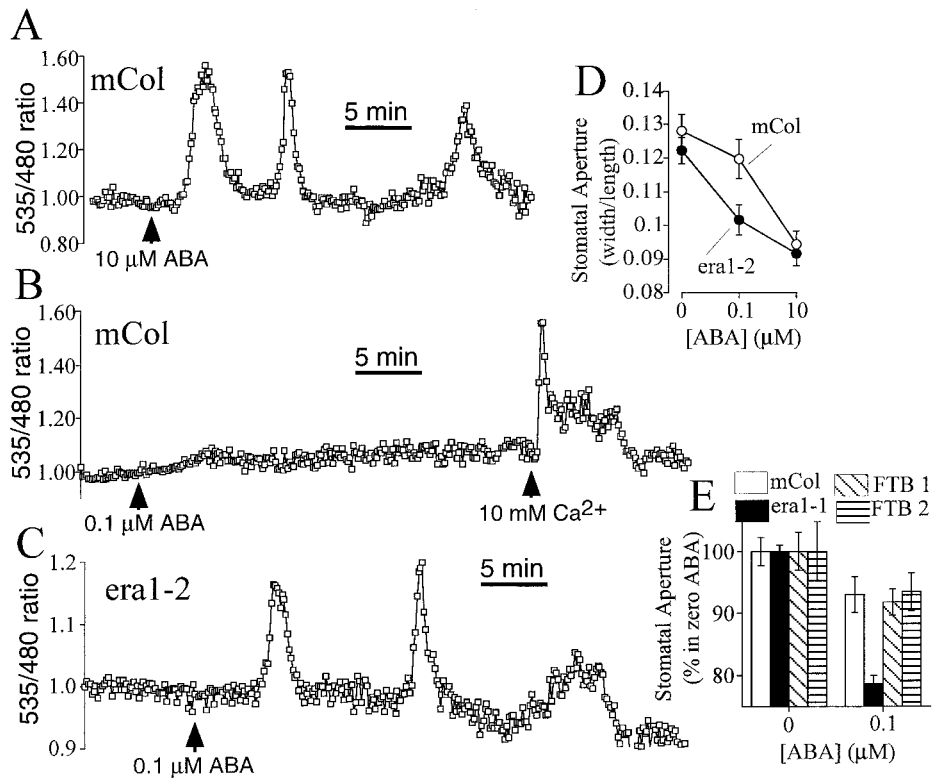 A
mCol
535/480 ratio
1.60
1.40
1.20
1.00
0.80
5 min
10 µM ABA
B
mCol
535/480 ratio
1.60
1.40
1.20
1.00
5 min
0.1 µM ABA
10 mM Ca2+
C
era1-2
535/480 ratio
1.2
1.1
1.0
0.9
5 min
0.1 µM ABA
D
Stomatal Aperture
(width/length)
0.14
0.13
0.12
0.11
0.1
0.09
0.08
mCol
era1-2
0 0.1 10
[ABA] (µM)
E
mCol FTB 1
era1-1 FTB 2
Stomatal Aperture
(% in zero ABA)
100
90
80
0 0.1
[ABA] (µM)